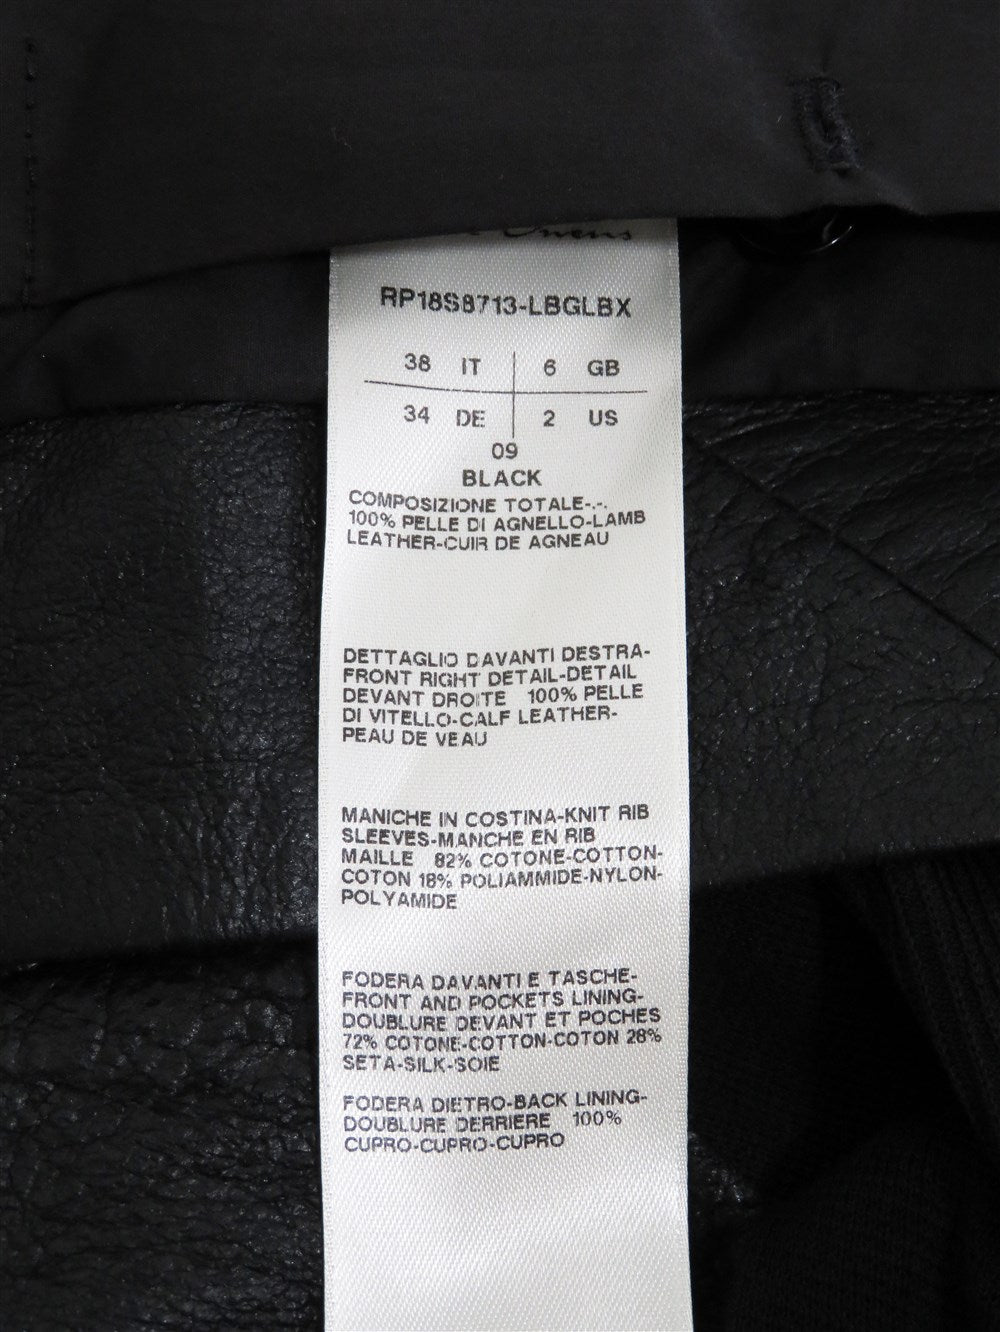 Owens
RP18S8713-LBGLBX
38 IT 6 GB
34 DE 2 US
09
BLACK
COMPOSIZIONE TOTALE-.-.
100% PELLE DI AGNELLO-LAMB
LEATHER-CUIR DE AGNEAU
DETTAGLIO DAVANTI DESTRA-
FRONT RIGHT DETAIL-DETAIL
DEVANT DROITE 100% PELLE
DI VITELLO-CALF LEATHER-
PEAU DE VEAU
MANICHE IN COSTINA-KNIT RIB
SLEEVES-MANCHE EN RIB
MAILLE 82% COTONE-COTTON-
COTON 18% POLIAMMIDE-NYLON-
POLYAMIDE
FODERA DAVANTI E TASCHE-
FRONT AND POCKETS LINING-
DOUBLURE DEVANT ET POCHES
72% COTONE-COTTON-COTON 28%
SETA-SILK-SOIE
FODERA DIETRO-BACK LINING-
DOUBLURE DERRIERE 100%
CUPRO-CUPRO-CUPRO